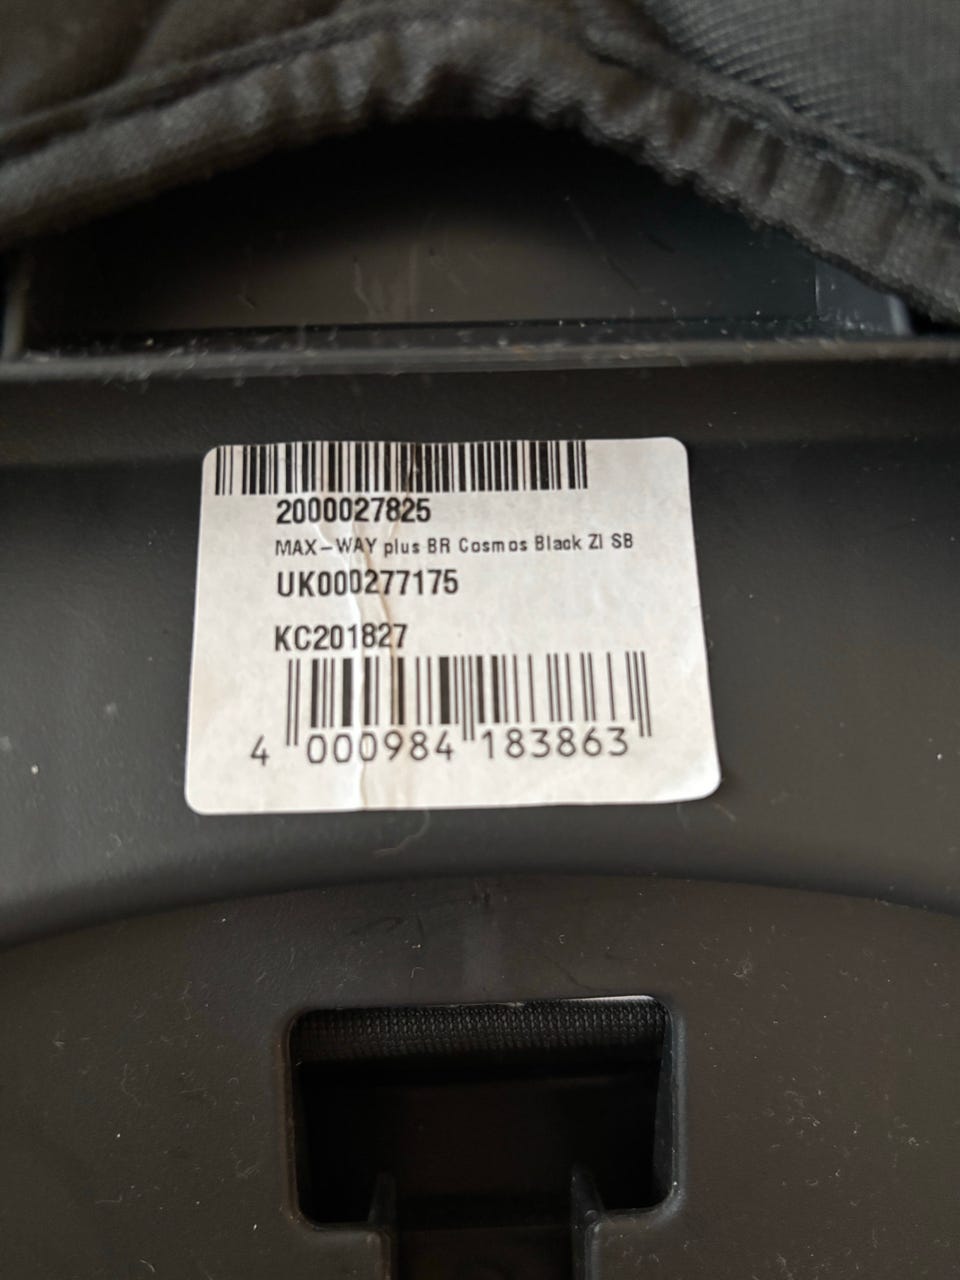 2000027825
MAX-WAY plus BR Cosmos Black ZI SB
UK000277175
KC201827
4 000984 183863